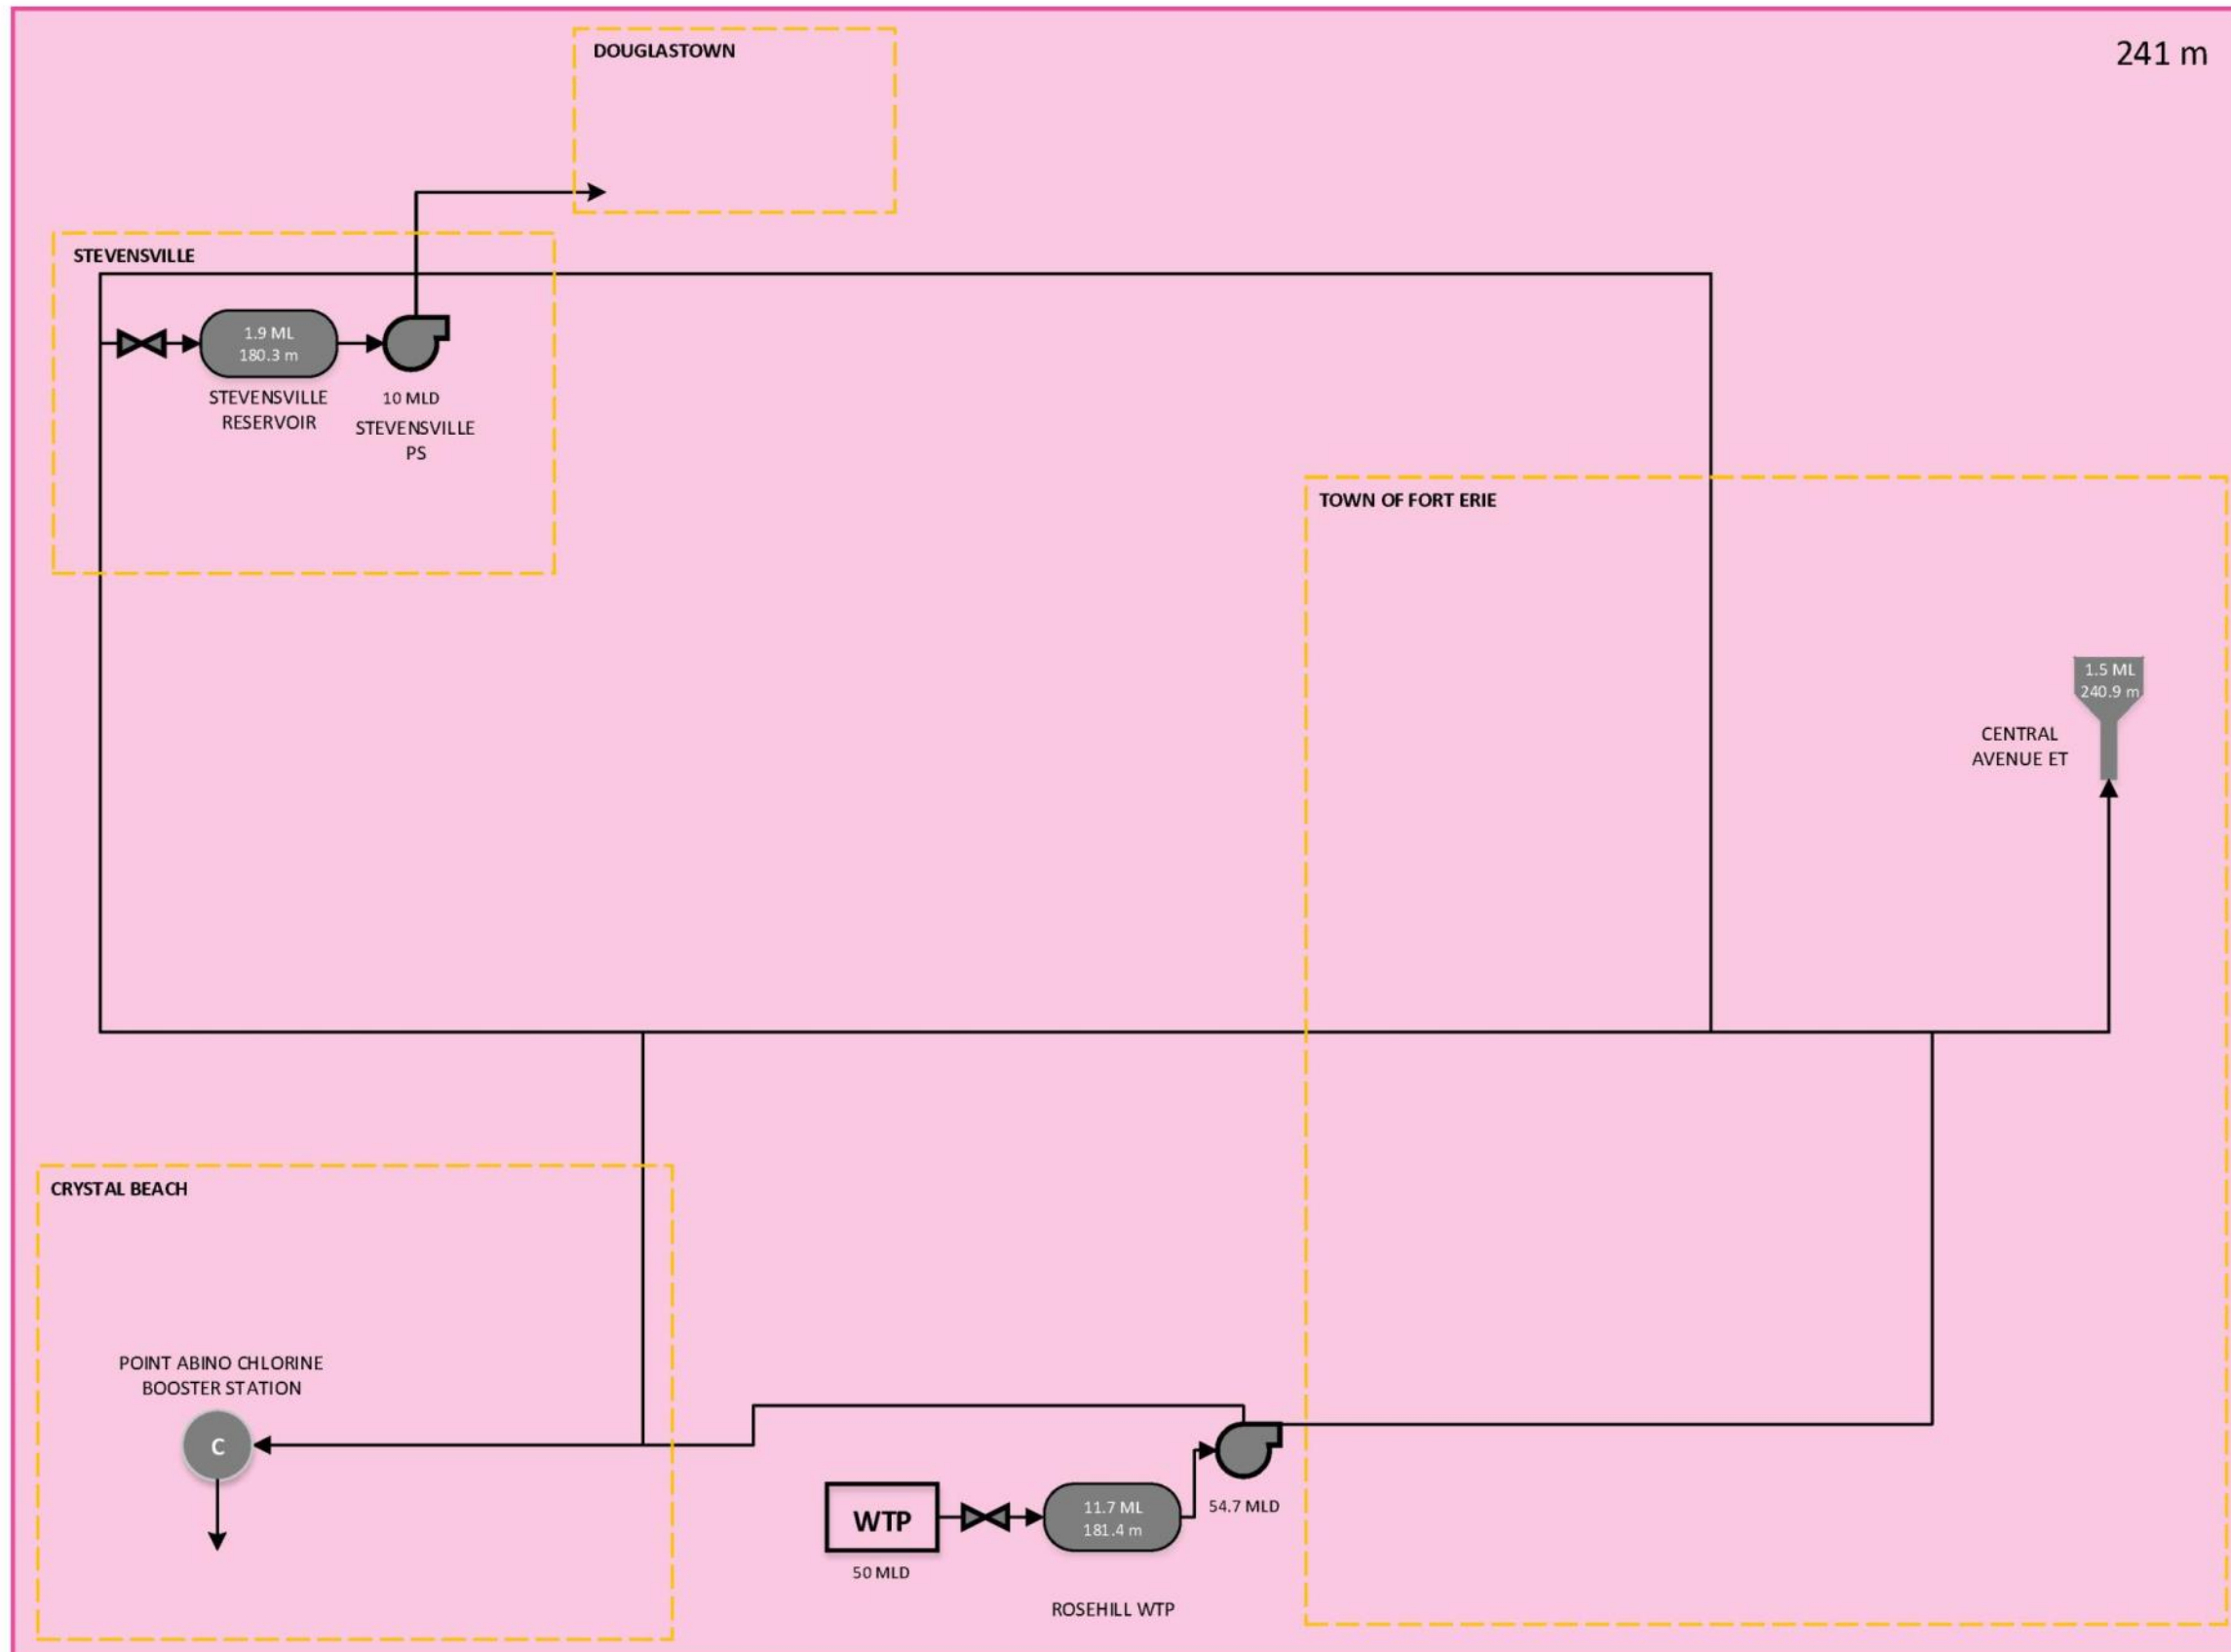 DOUGLASTOWN
241 m
STEVENSVILLE
1.9 ML
180.3 m
STEVENSVILLE
RESERVOIR
10 MLD
STEVENSVILLE
PS
TOWN OF FORT ERIE
1.5 ML
240.9 m
CENTRAL
AVENUE ET
CRYSTAL BEACH
POINT ABINO CHLORINE
BOOSTER STATION
C
WTP
50 MLD
11.7 ML
181.4 m
54.7 MLD
ROSEHILL WTP